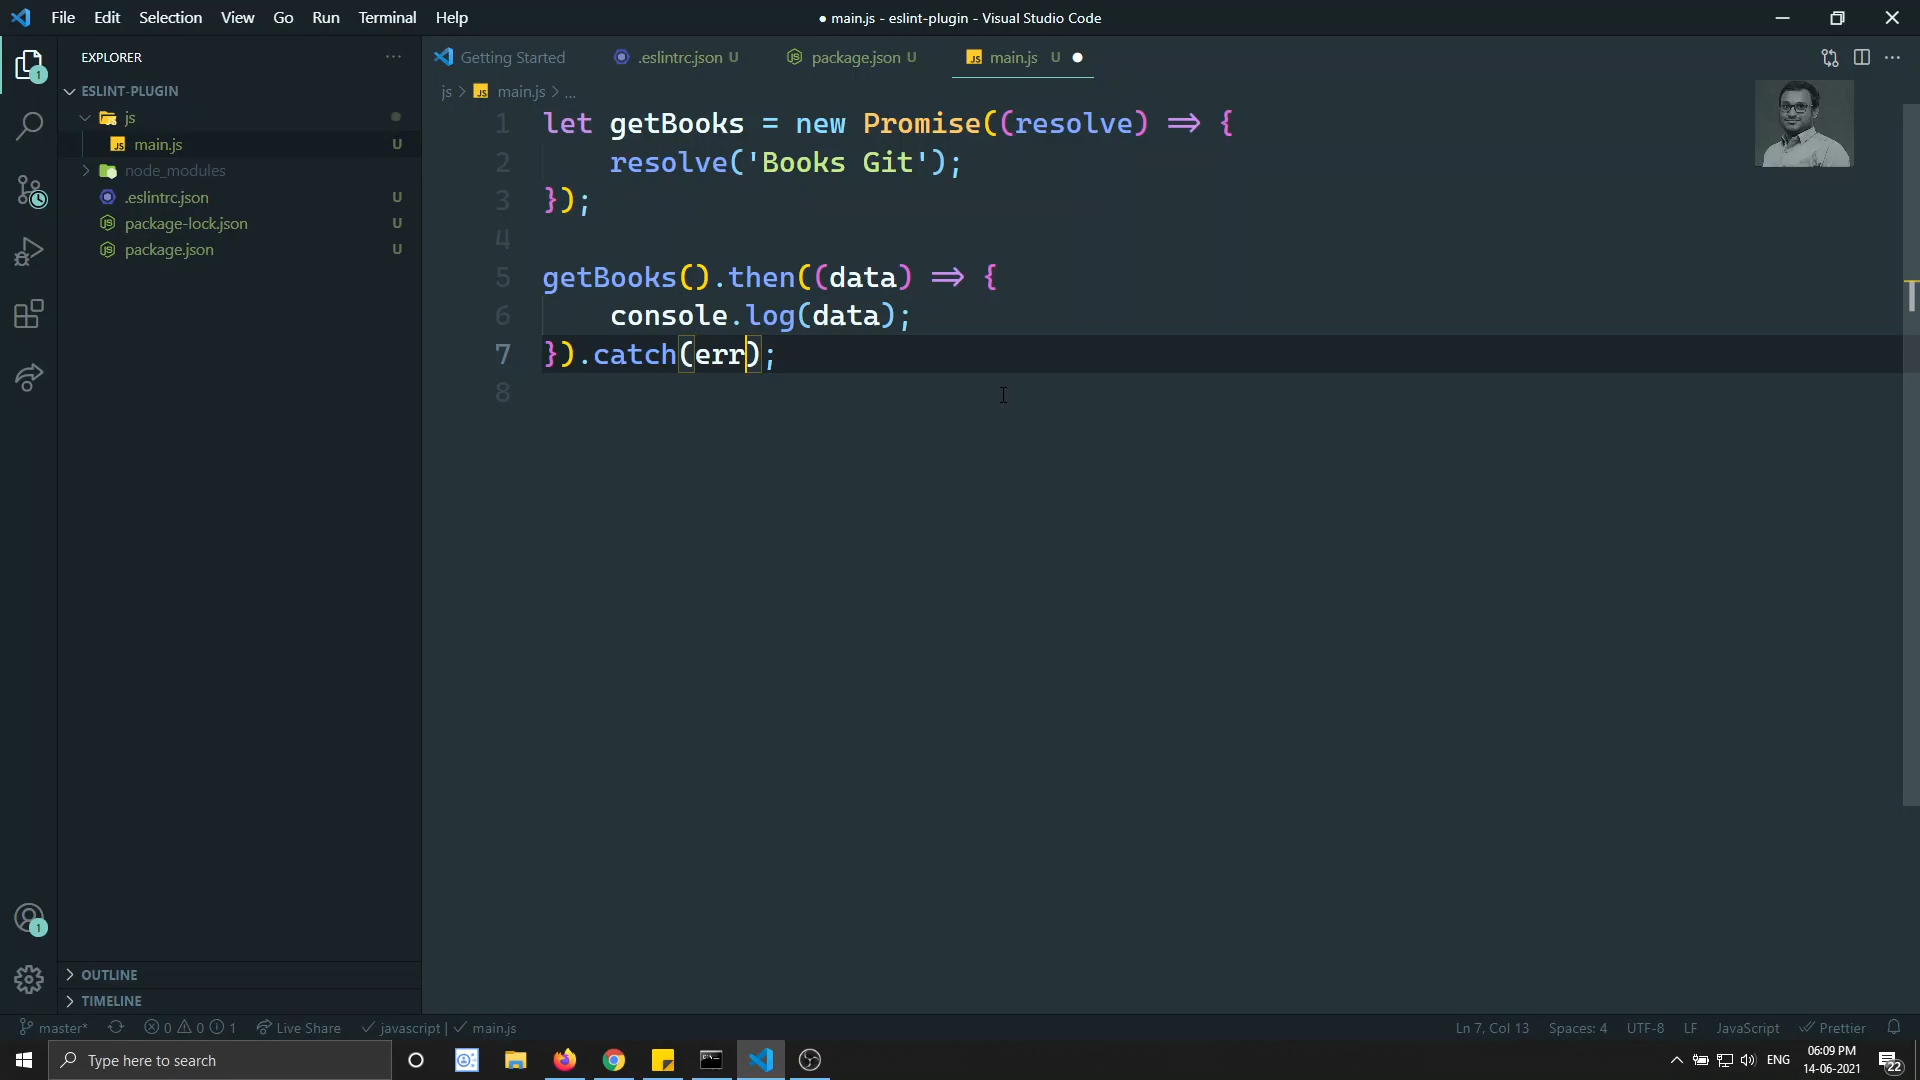 File Edit Selection View Go Run Terminal Help
● main.js - eslint-plugin - Visual Studio Code
EXPLORER
ESLINT-PLUGIN
js
main.js U
node_modules
.eslintrc.json U
package-lock.json U
package.json U
OUTLINE
TIMELINE
1
1
Getting Started .eslintrc.json U package.json U JS main.js U
js > JS main.js > ...
1 let getBooks = new Promise((resolve) => {
2 resolve('Books Git');
3 });
4
5 getBooks().then((data) => {
6 console.log(data);
7 }).catch(err);
8
master* 0 0 1 Live Share javascript | main.js
Ln 7, Col 13 Spaces: 4 UTF-8 LF JavaScript Prettier
Type here to search
ENG
06:09 PM
14-06-2021
22